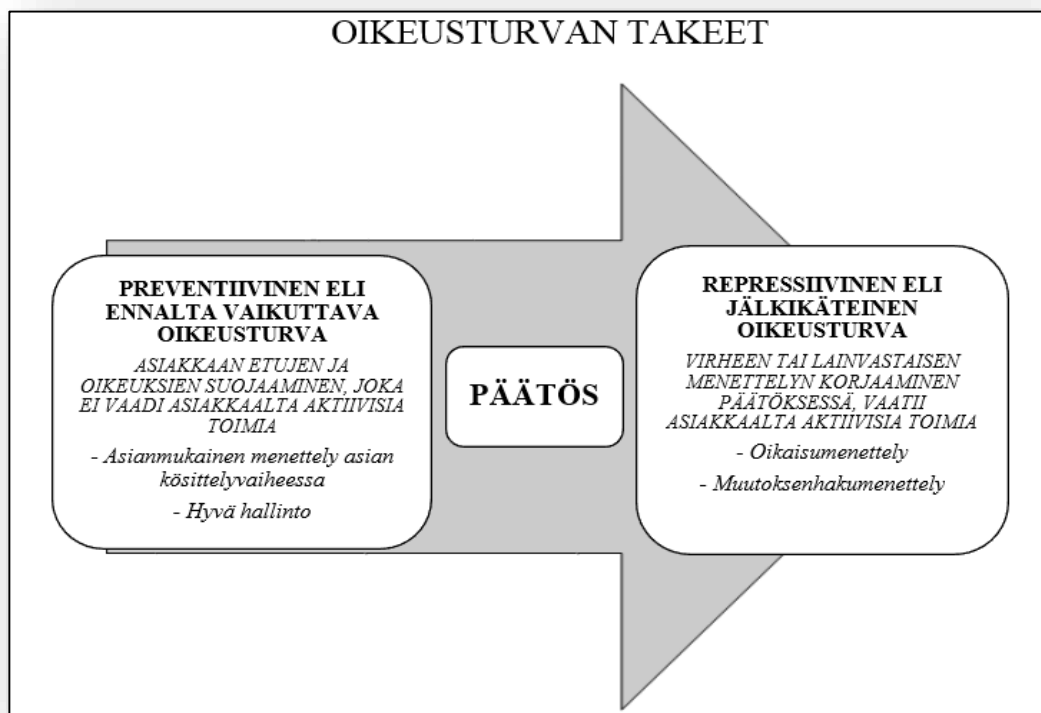 OIKEUSTURVAN TAKEET
PREVENTIIVINEN ELI
ENNALTA VAIKUTTAVA
OIKEUSTURVA
ASIAKKAAN ETUJEN JA
OIKEUKSIEN SUOJAAMINEN, JOKA
EI VAADI ASIAKKAALTA AKTIVISIA
TOIMIA
- Asianmukainen menettely asian
kösittelyvaiheessa
- Hyvä hallinto
PÄÄTÖS
REPRESSIIVINEN ELI
JÄLKIKÄTEINEN
OIKEUSTURVA
VIRHEEN TAI LAINVASTAISEN
MENETTELYN KORJAAMINEN
PÄÄTÖKSESSÄ, VAATII
ASIAKKAALTA AKTIIVISIA TOIMIA
- Oikaisumenettely
- Muutoksenhakumenettely